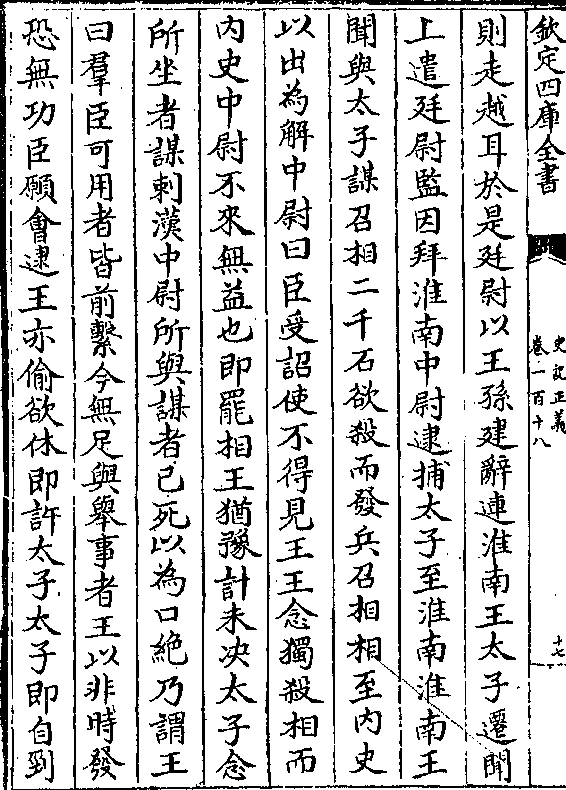 欽定四庫全書
史記正義
卷一百十八
十七
則走越耳於是廷尉以王孫建辭連淮南王太子遷聞
上遣廷尉監因拜淮南中尉逮捕太子至淮南淮南王
聞與太子謀召相二千石欲殺而發兵召相相至內史
以出為解中尉曰臣受詔使不得見王王念獨殺相而
內史中尉不來無益也即罷相王猶豫計未决太子念
所坐者謀刺漢中尉所與謀者已死以為口絕乃謂王
曰羣臣可用者皆前繫今無足與舉事者王以非時發
恐無功臣願會逮王亦偷欲休即許太子太子即自剄